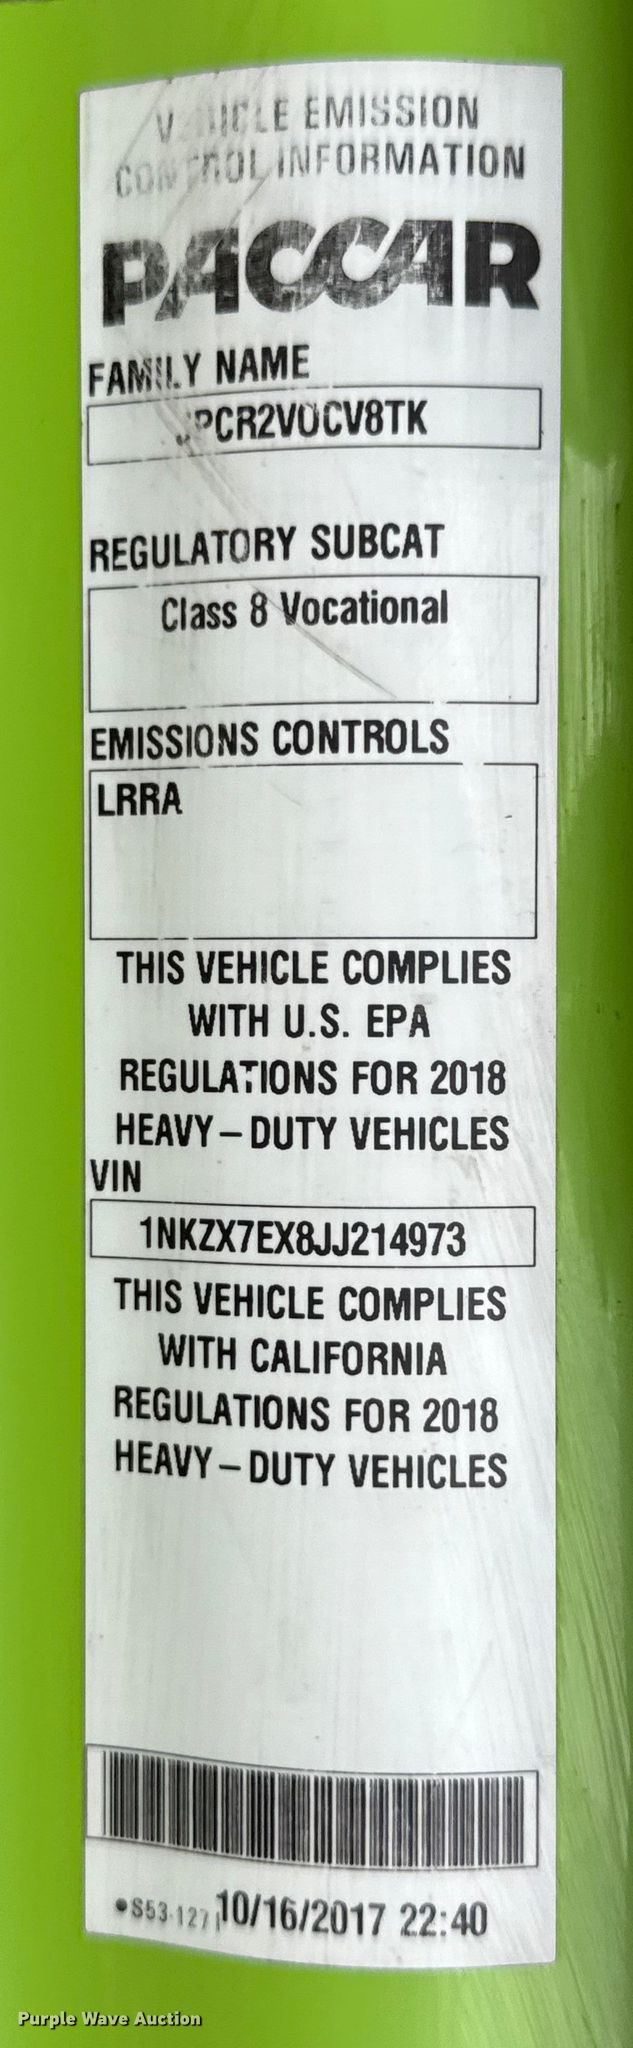 VEHICLE EMISSION
CONTROL INFORMATION
PACCAR
FAMILY NAME
JPCR2VOCV8TK
REGULATORY SUBCAT
Class 8 Vocational
EMISSIONS CONTROLS
LRRA
THIS VEHICLE COMPLIES
WITH U.S. EPA
REGULATIONS FOR 2018
HEAVY-DUTY VEHICLES
VIN
1NKZX7EX8JJ214973
THIS VEHICLE COMPLIES
WITH CALIFORNIA
REGULATIONS FOR 2018
HEAVY-DUTY VEHICLES
10/16/2017 22:40
Purple Wave Auction